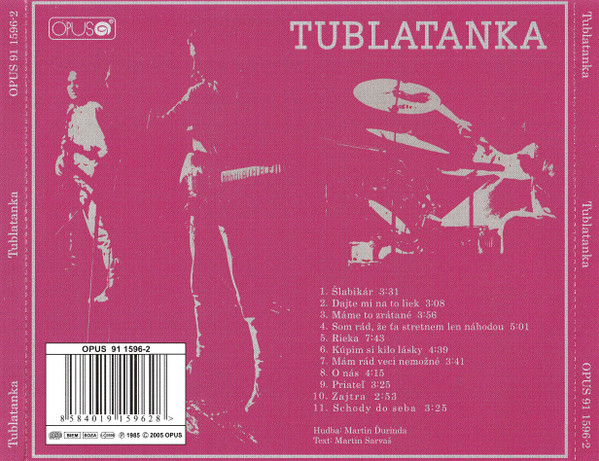 OPUS 91 1596-2
Tublatanka
Tublatanka
OPUS
TUBLATANKA
1. Šlabikár 3:31
2. Dajte mi na to liek 3:08
3. Máme to zrátané 3:56
4. Som rád, že ťa stretnem len náhodou 5:01
5. Rieka 7:43
6. Kúpim si kilo lásky 4:39
7. Mám rád veci nemožné 3:41
8. O nás 4:15
9. Priateľ 3:25
10. Zajtra 2:53
11. Schody do seba 3:25
Hudba: Martin Ďurinda
Text: Martin Sarvaš
OPUS 91 1596-2
8 584019 159628 >
BIEM SOZA
Ⓟ 1985 © 2005 OPUS
Tublatanka
Tublatanka
OPUS 91 1596-2